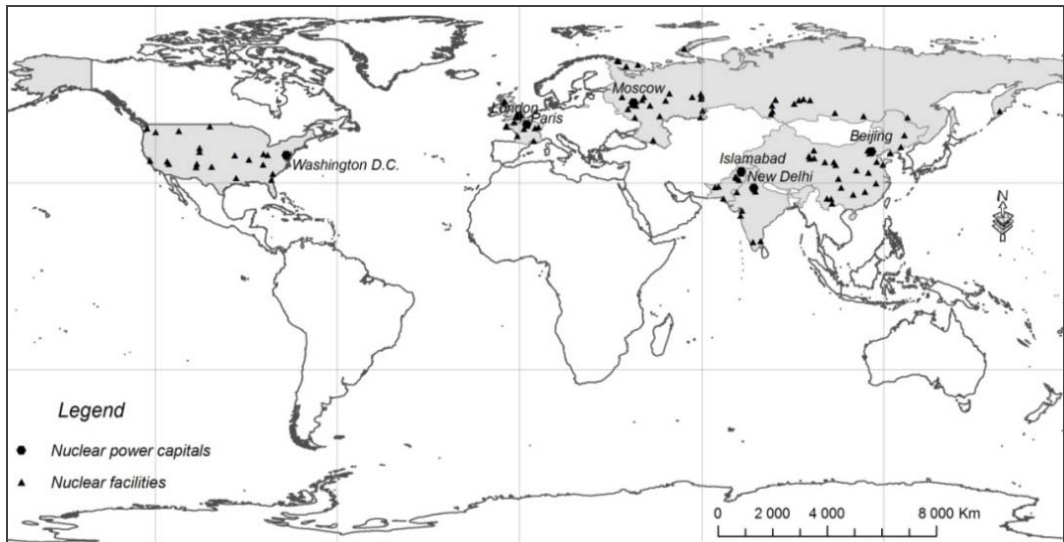 Moscow
London
Paris
Beijing
Islamabad
New Delhi
Washington D.C.
N
Legend
Nuclear power capitals
Nuclear facilities
0 2 000 4 000 8 000 Km